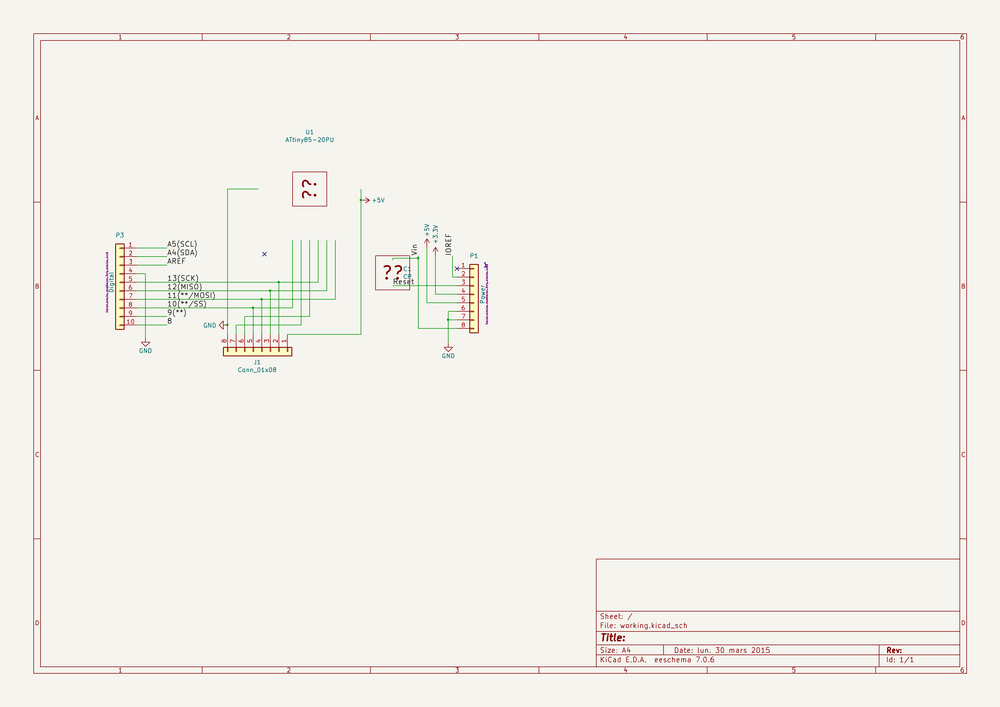 1 2 3 4 5 6
A A
U1
ATtiny85-20PU
??
+5V
P3
1 A5(SCL)
2 A4(SDA)
3 AREF
4
5 13(SCK)
6 12(MISO)
7 11(**/MOSI)
8 10(**/SS)
9 9(**)
10 8
Digital
GND
GND
8 7 6 5 4 3 2 1
J1
Conn_01x08
??
Reset
Vin
+5V
+3.3V
IOREF
P1
1
2
3
4
5
6
7
8
Power
GND
B B
C C
D D
Sheet: /
File: working.kicad_sch
Title:
Size: A4 Date: lun. 30 mars 2015 Rev:
KiCad E.D.A. eeschema 7.0.6 Id: 1/1
1 2 3 4 5 6